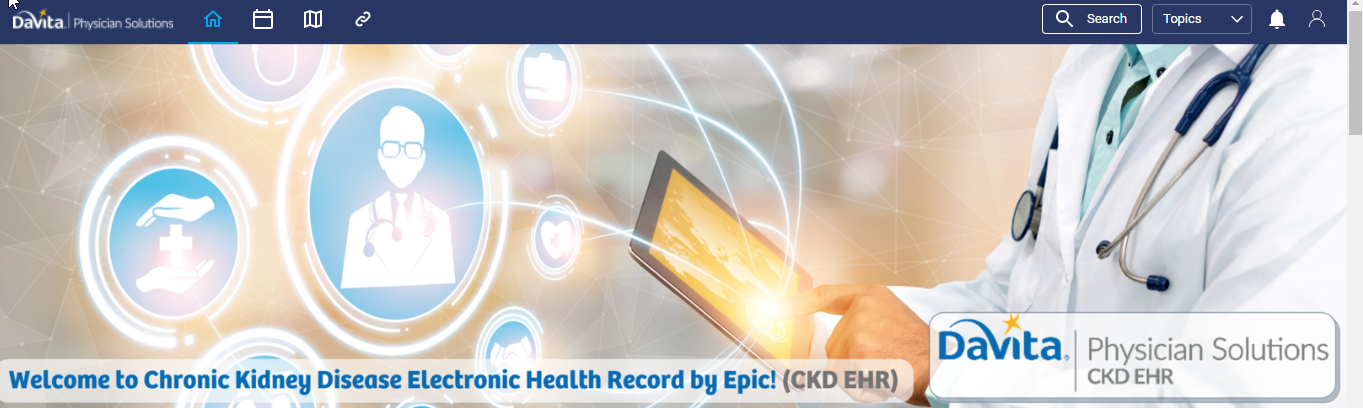 DaVita. | Physician Solutions
Search
Topics
Welcome to Chronic Kidney Disease Electronic Health Record by Epic! (CKD EHR)
DaVita. | Physician Solutions
CKD EHR